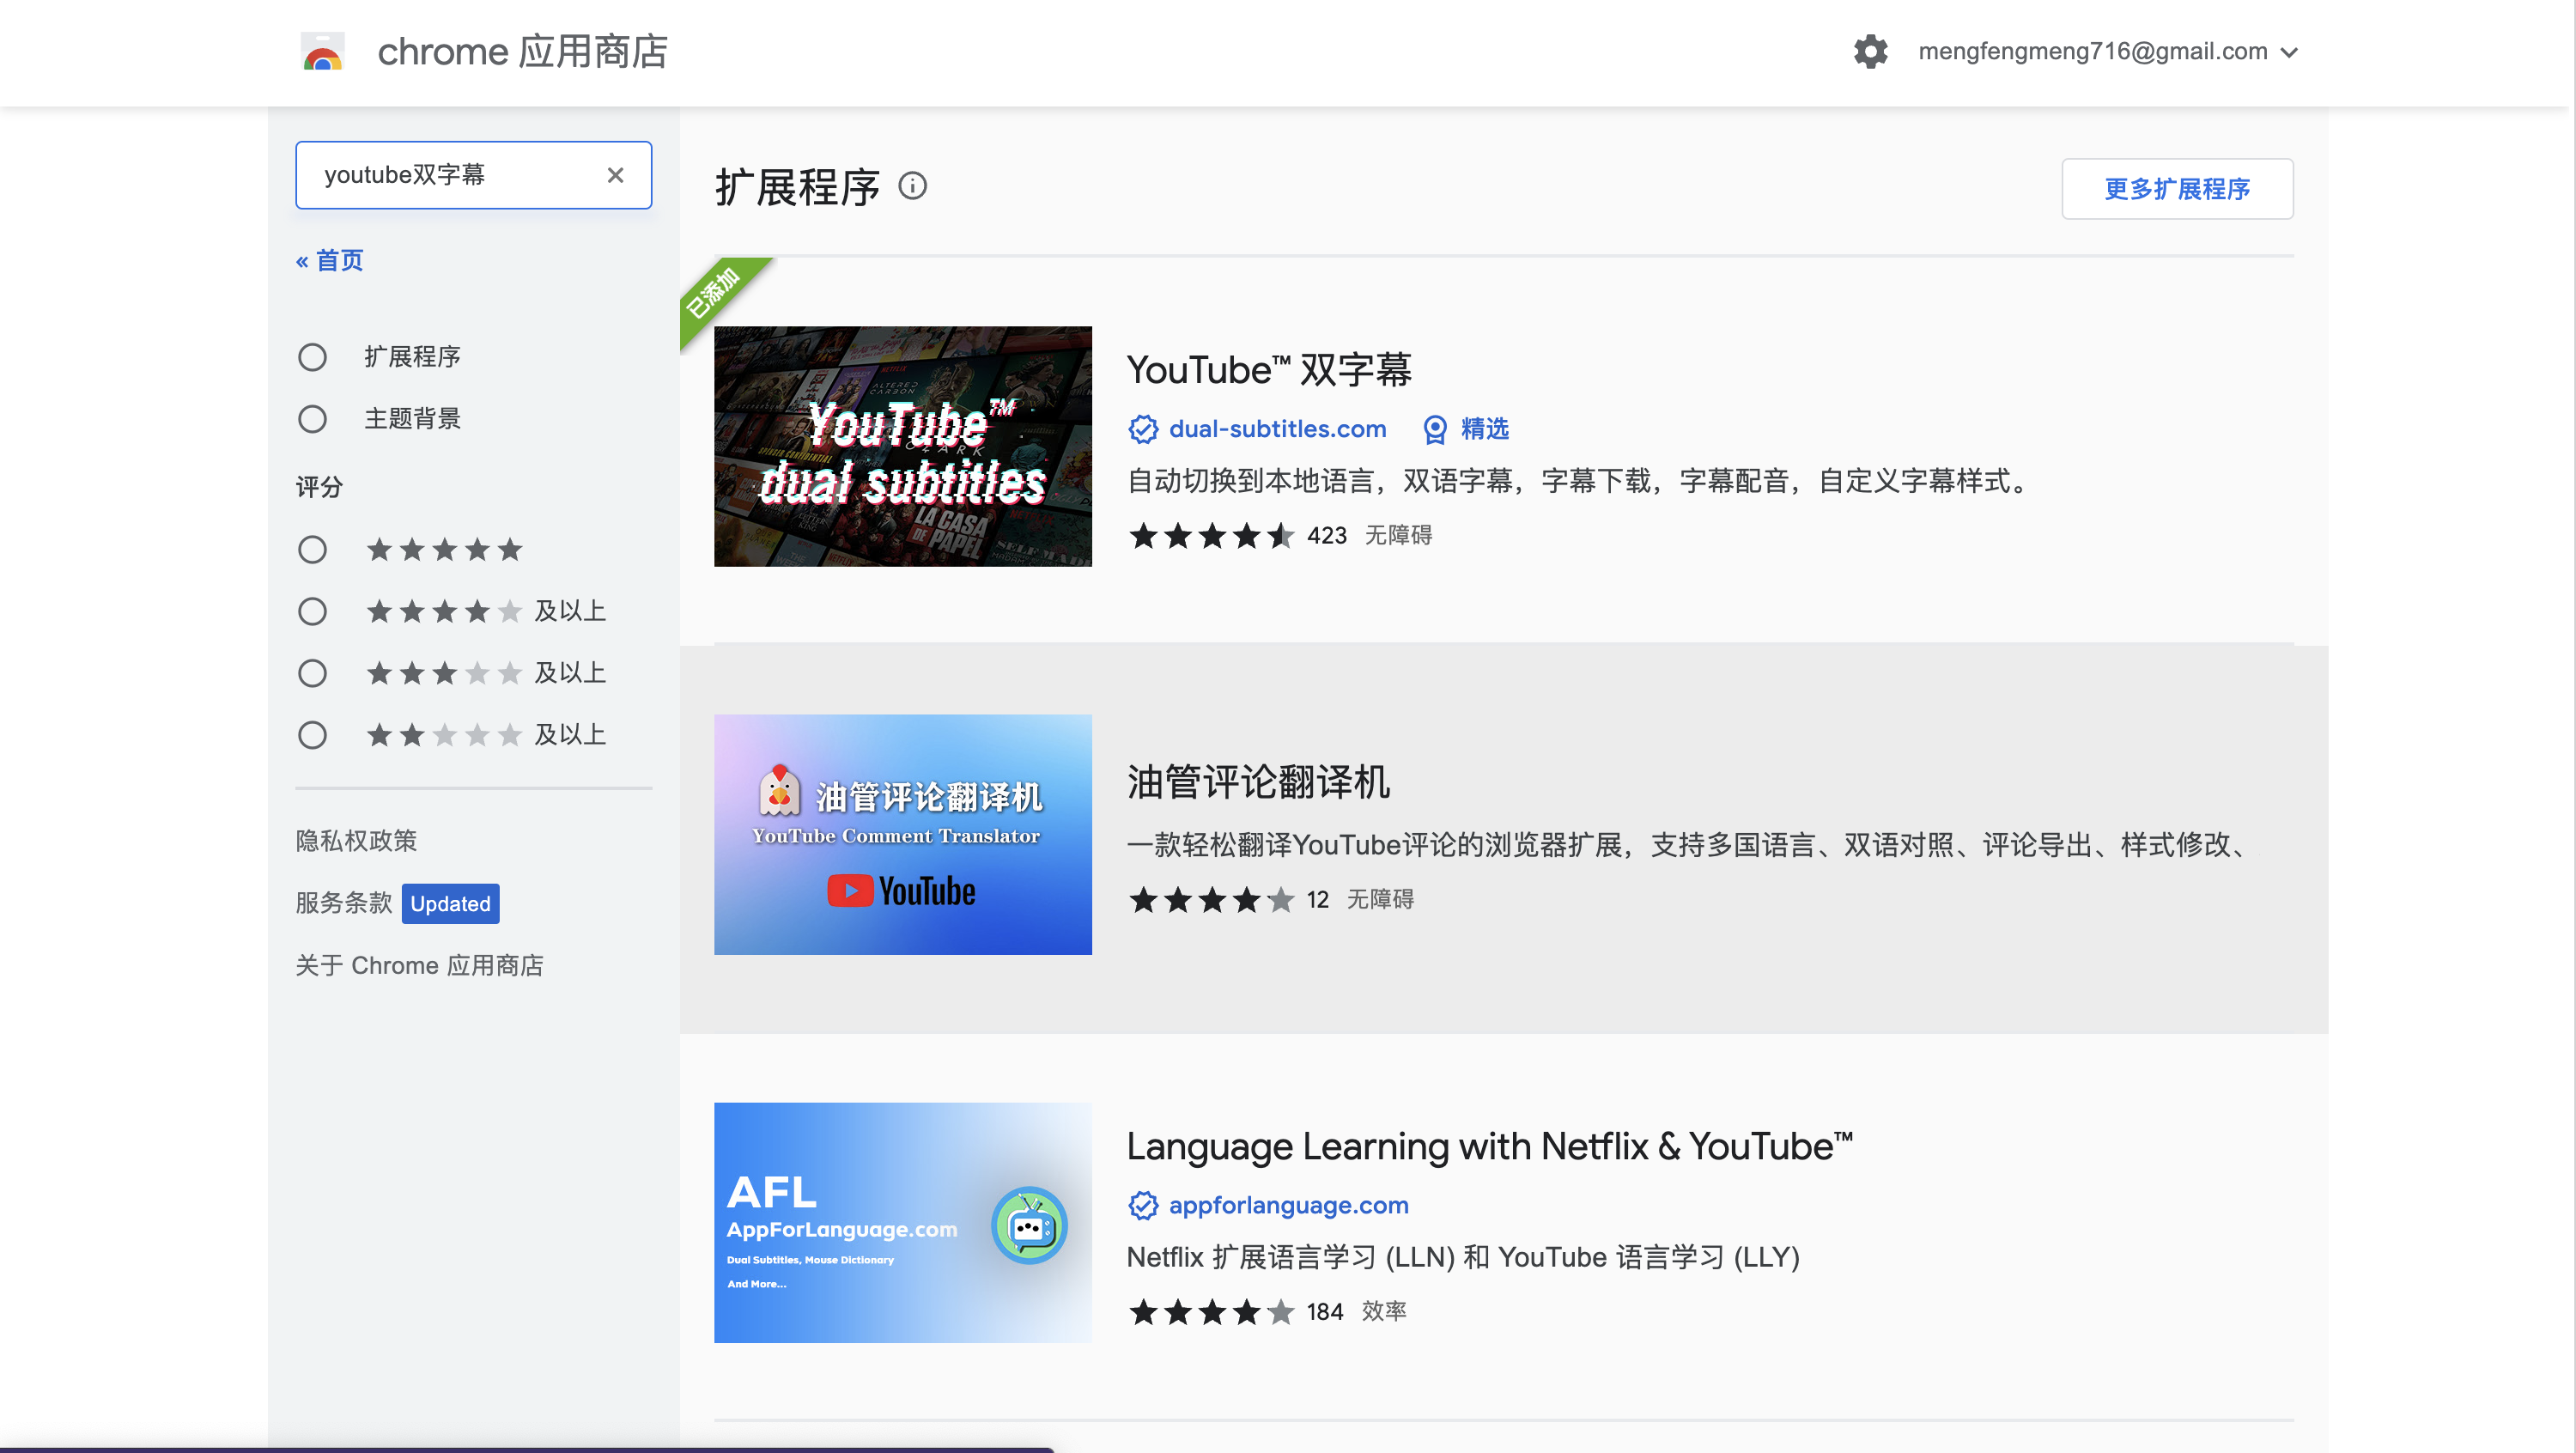 chrome 应用商店
mengfengmeng716@gmail.com
youtube双字幕
« 首页
扩展程序
主题背景
评分
及以上
及以上
及以上
隐私权政策
服务条款 Updated
关于 Chrome 应用商店
扩展程序
更多扩展程序
已添加
YouTube™
dual subtitles
ALTERED
CARBON
LA CASA
DE PAPEL
SELF MADE
YouTube™ 双字幕
dual-subtitles.com 精选
自动切换到本地语言，双语字幕，字幕下载，字幕配音，自定义字幕样式。
423 无障碍
油管评论翻译机
YouTube Comment Translator
YouTube
油管评论翻译机
一款轻松翻译YouTube评论的浏览器扩展，支持多国语言、双语对照、评论导出、样式修改、
12 无障碍
AFL
AppForLanguage.com
Dual Subtitles, Mouse Dictionary
And More...
Language Learning with Netflix & YouTube™
appforlanguage.com
Netflix 扩展语言学习 (LLN) 和 YouTube 语言学习 (LLY)
184 效率